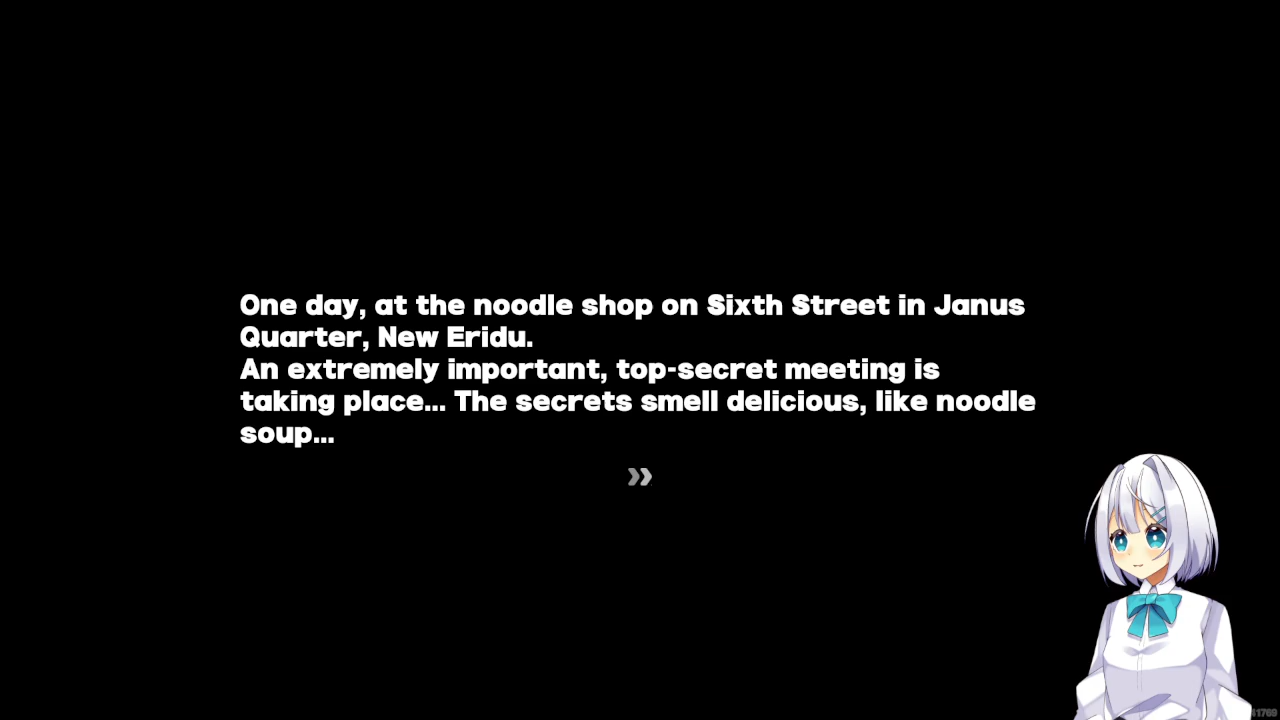 One day, at the noodle shop on Sixth Street in Janus
Quarter, New Eridu.
An extremely important, top-secret meeting is
taking place... The secrets smell delicious, like noodle
soup...